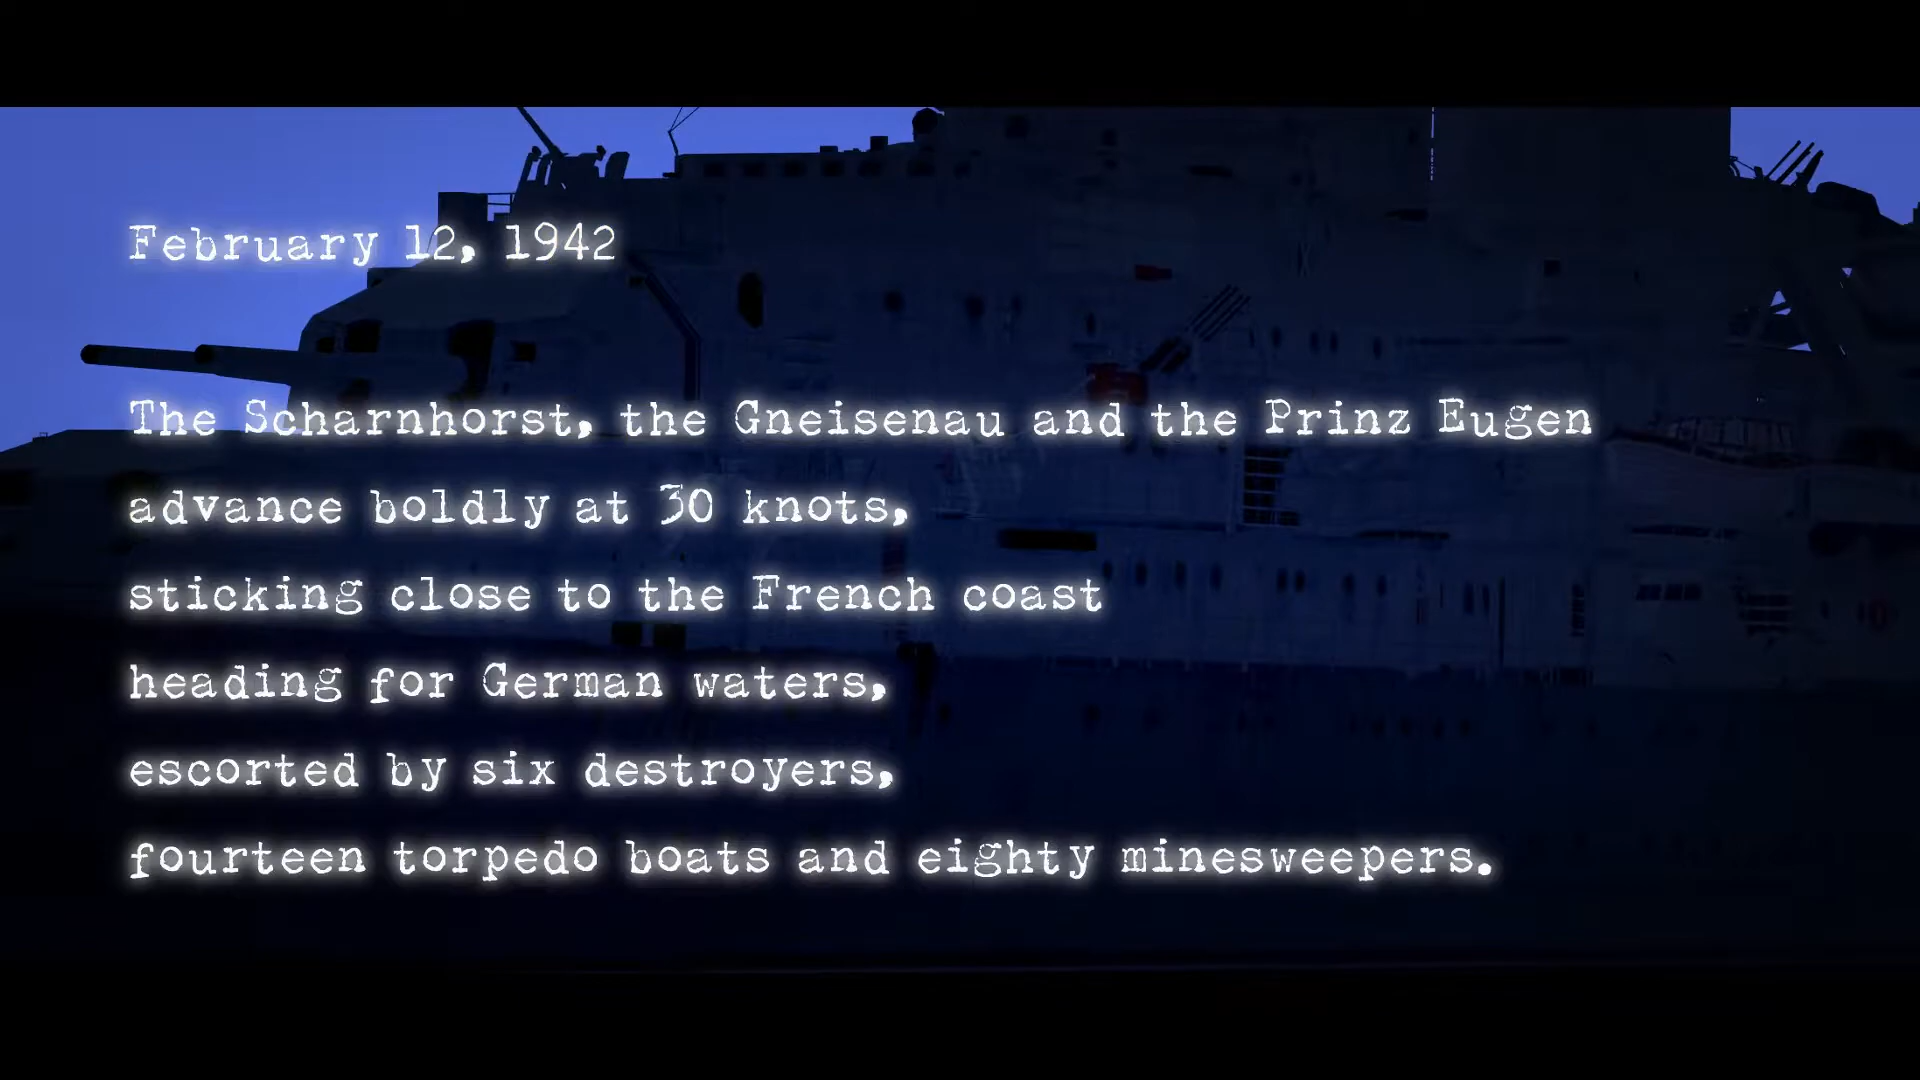 February 12, 1942
The Scharnhorst, the Gneisenau and the Prinz Eugen
advance boldly at 30 knots,
sticking close to the French coast
heading for German waters,
escorted by six destroyers,
fourteen torpedo boats and eighty minesweepers.